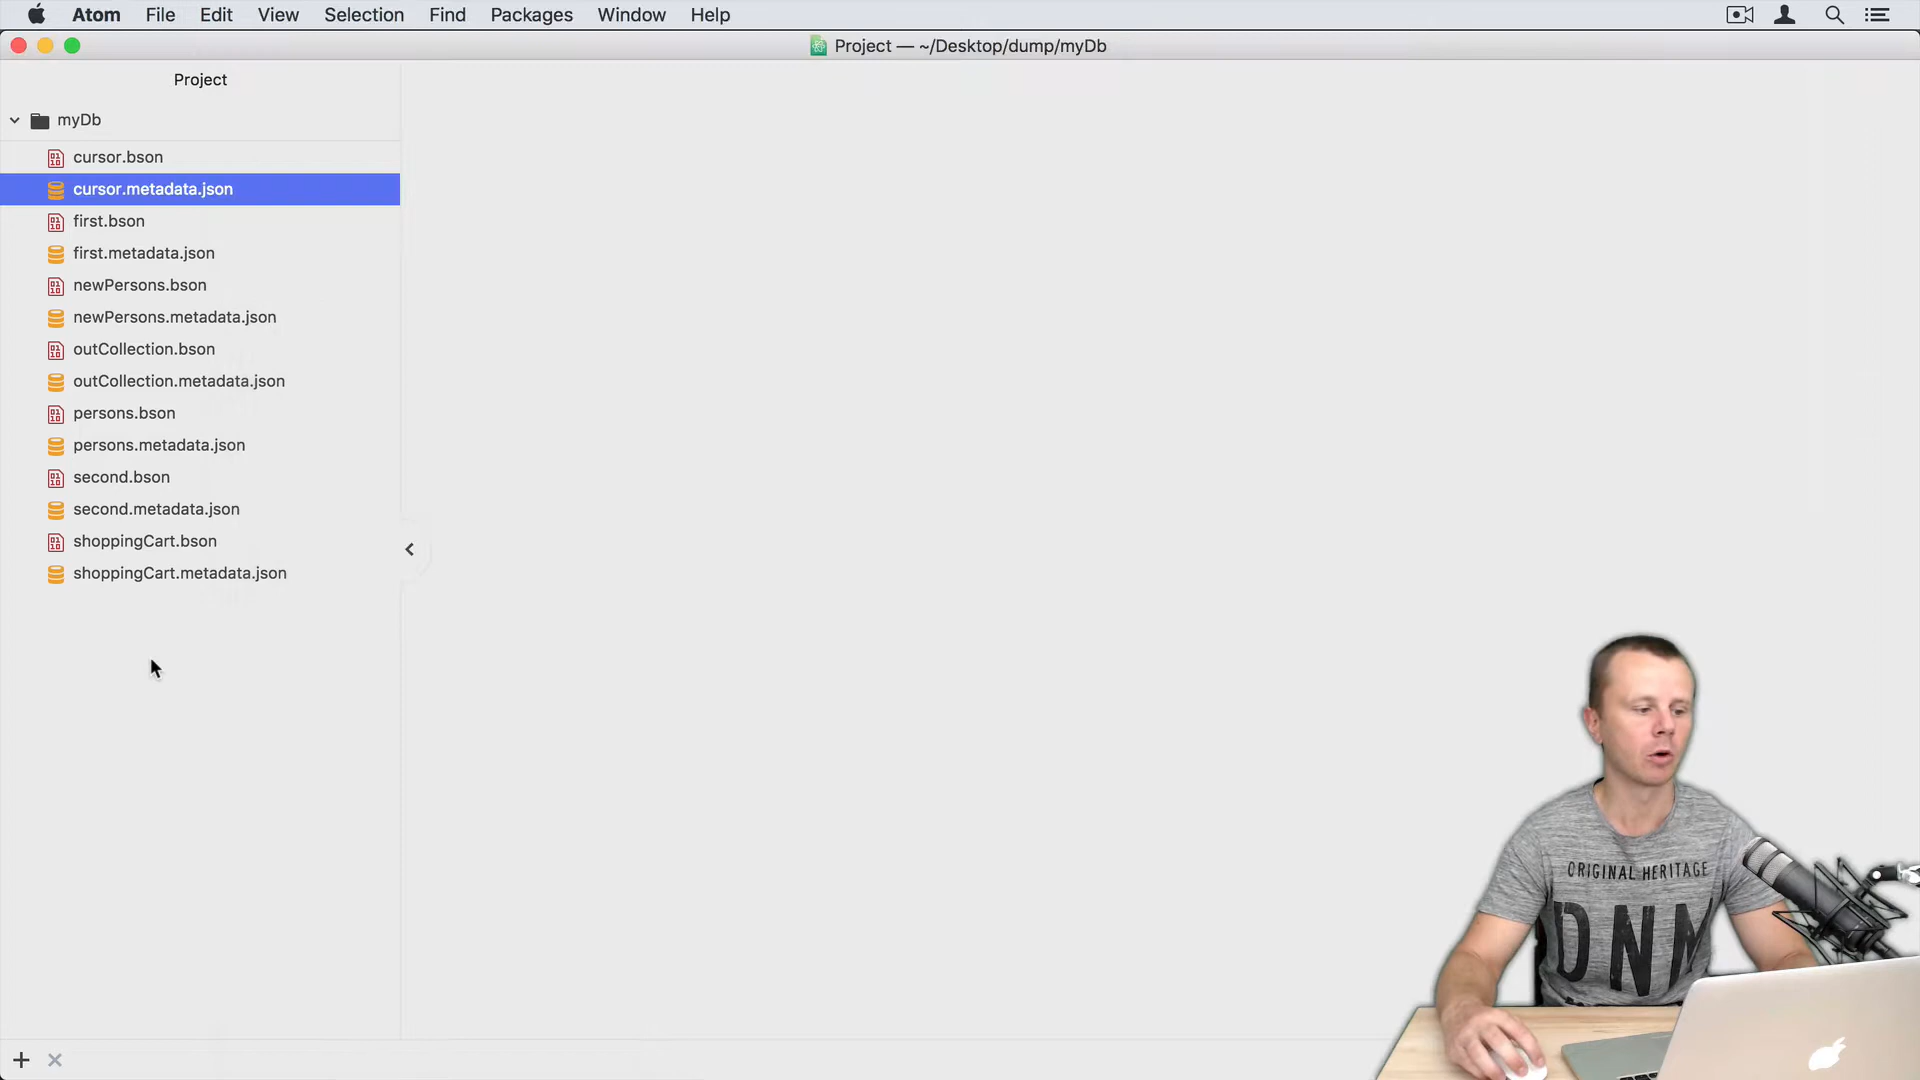 Atom File Edit View Selection Find Packages Window Help
Project — ~/Desktop/dump/myDb
Project
myDb
cursor.bson
cursor.metadata.json
first.bson
first.metadata.json
newPersons.bson
newPersons.metadata.json
outCollection.bson
outCollection.metadata.json
persons.bson
persons.metadata.json
second.bson
second.metadata.json
shoppingCart.bson
shoppingCart.metadata.json
ORIGINAL HERITAGE
DNM